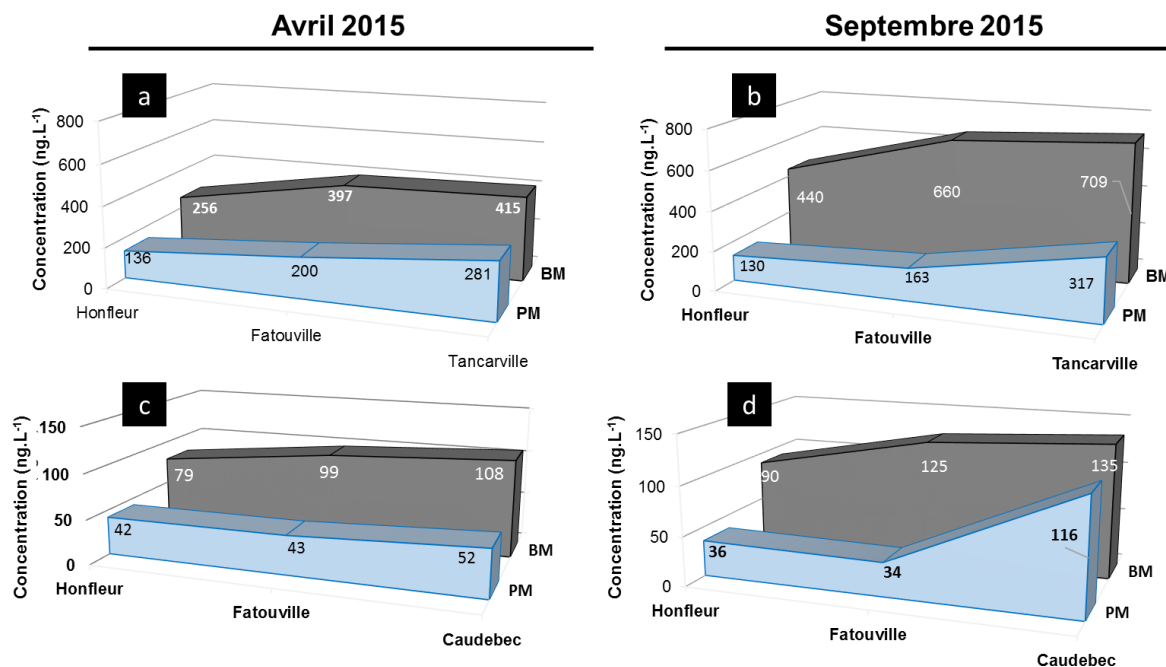 Avril 2015
Septembre 2015
a
Concentration (ng.L-1)
800
600
400
200
0
256
397
415
136
200
281
BM
PM
Honfleur
Fatouville
Tancarville
b
Concentration (ng.L-1)
800
600
400
200
0
440
660
709
130
163
317
BM
PM
Honfleur
Fatouville
Tancarville
c
Concentration (ng.L-1)
150
100
50
0
79
99
108
42
43
52
BM
PM
Honfleur
Fatouville
Caudebec
d
Concentration (ng.L-1)
150
100
50
0
90
125
135
36
34
116
BM
PM
Honfleur
Fatouville
Caudebec